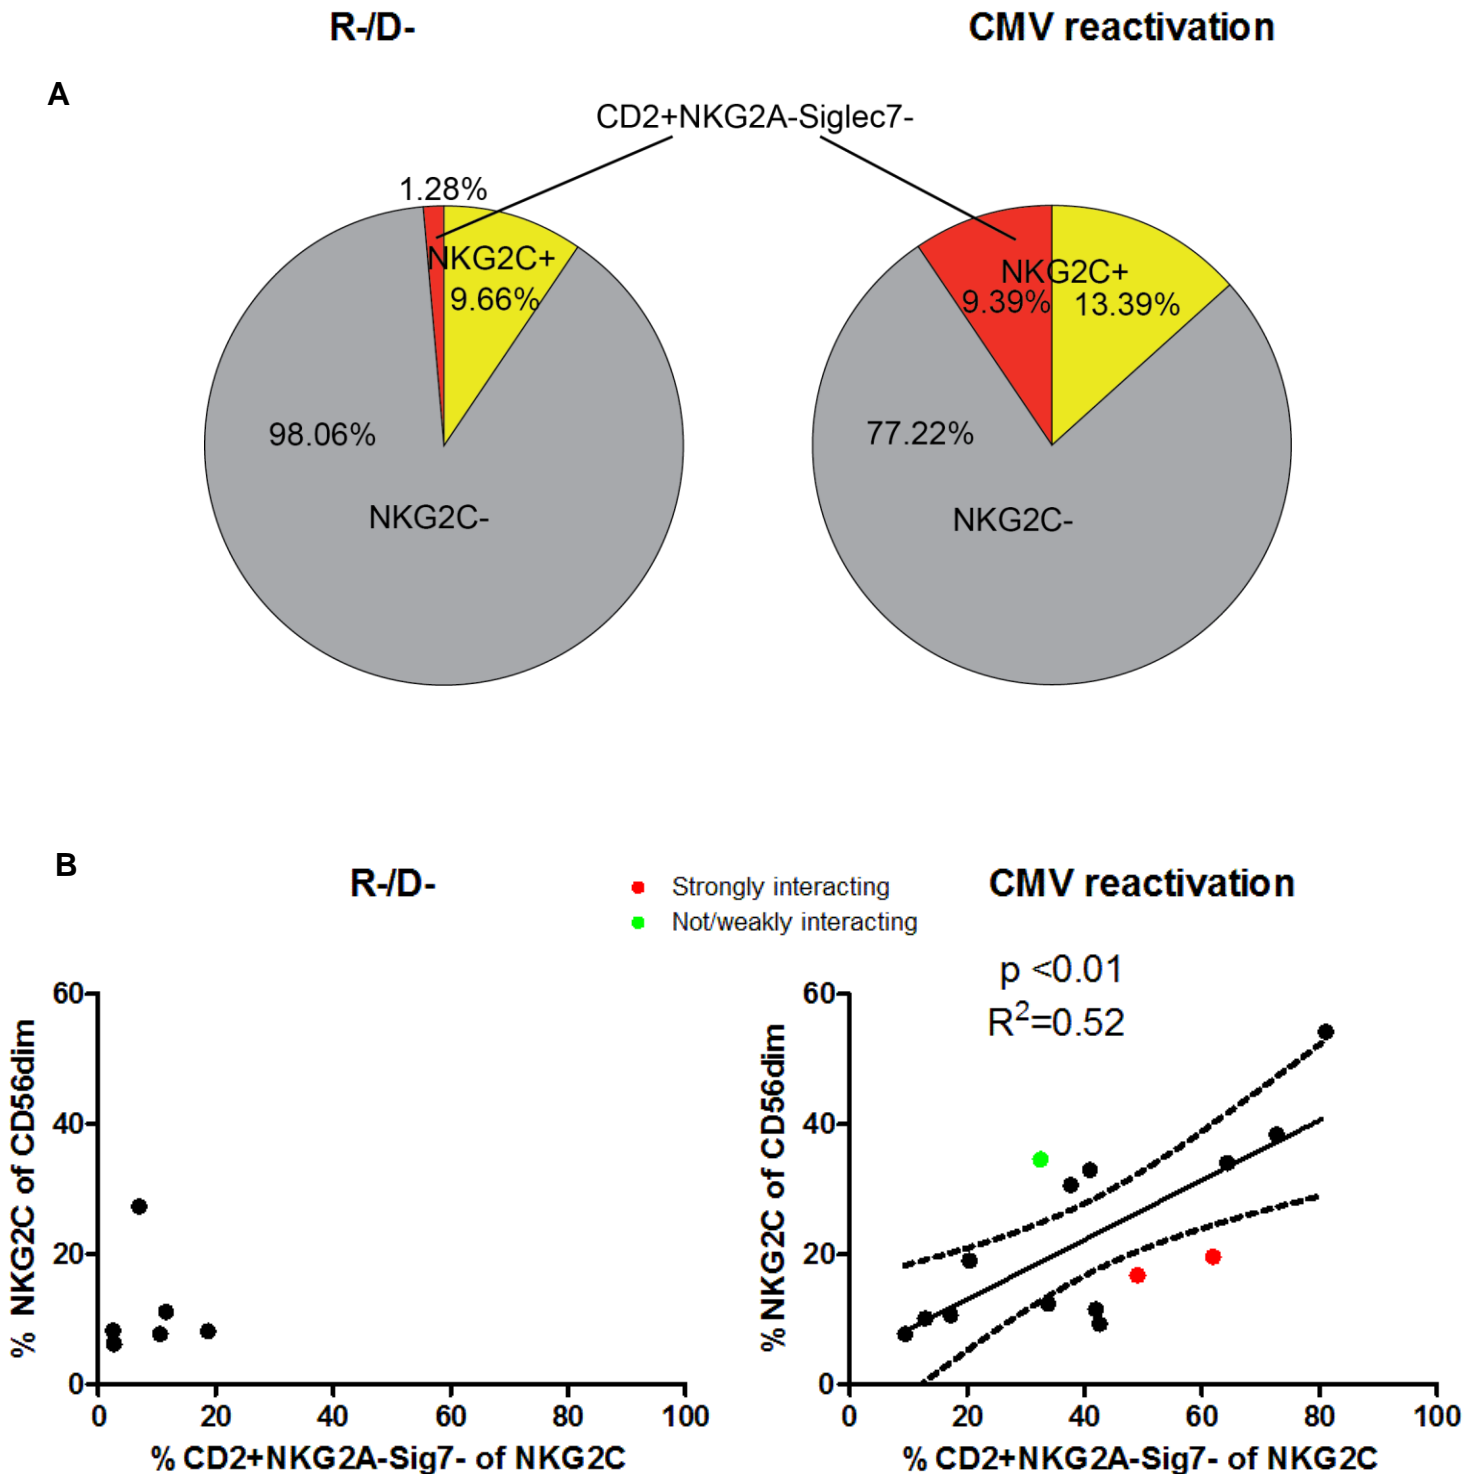 R-/D-
CMV reactivation
A
CD2+NKG2A-Siglec7-
1.28%
NKG2C+
9.66%
98.06%
NKG2C-
NKG2C+
9.39%
13.39%
77.22%
NKG2C-
B
R-/D-
Strongly interacting
Not/weakly interacting
CMV reactivation
p <0.01
R²=0.52
% NKG2C of CD56dim
60
40
20
0
0 20 40 60 80 100
% CD2+NKG2A-Sig7- of NKG2C
% NKG2C of CD56dim
60
40
20
0
0 20 40 60 80 100
% CD2+NKG2A-Sig7- of NKG2C